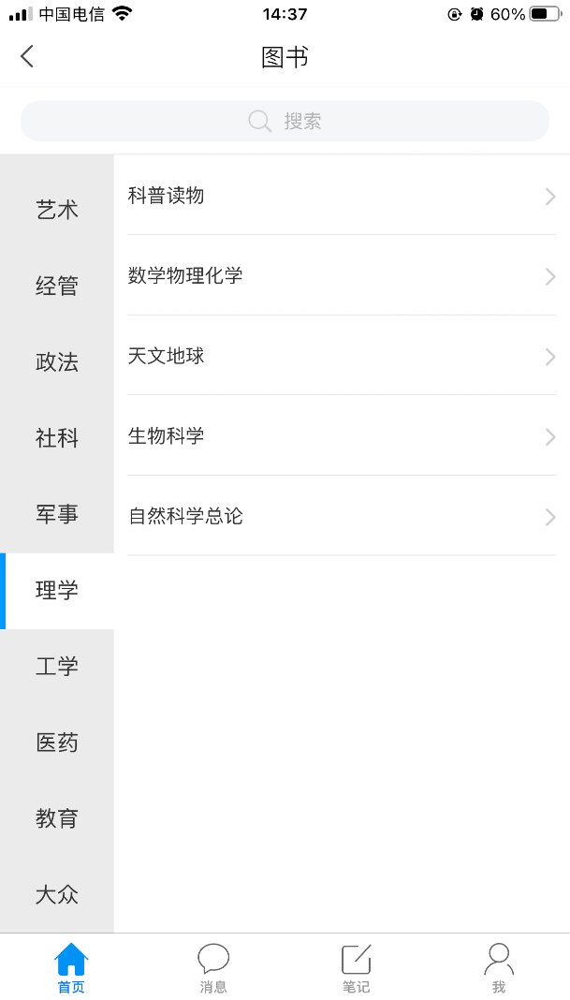 中国电信 14:37 60%
图书
搜索
艺术
经管
政法
社科
军事
理学
工学
医药
教育
大众
科普读物
数学物理化学
天文地球
生物科学
自然科学总论
首页 消息 笔记 我